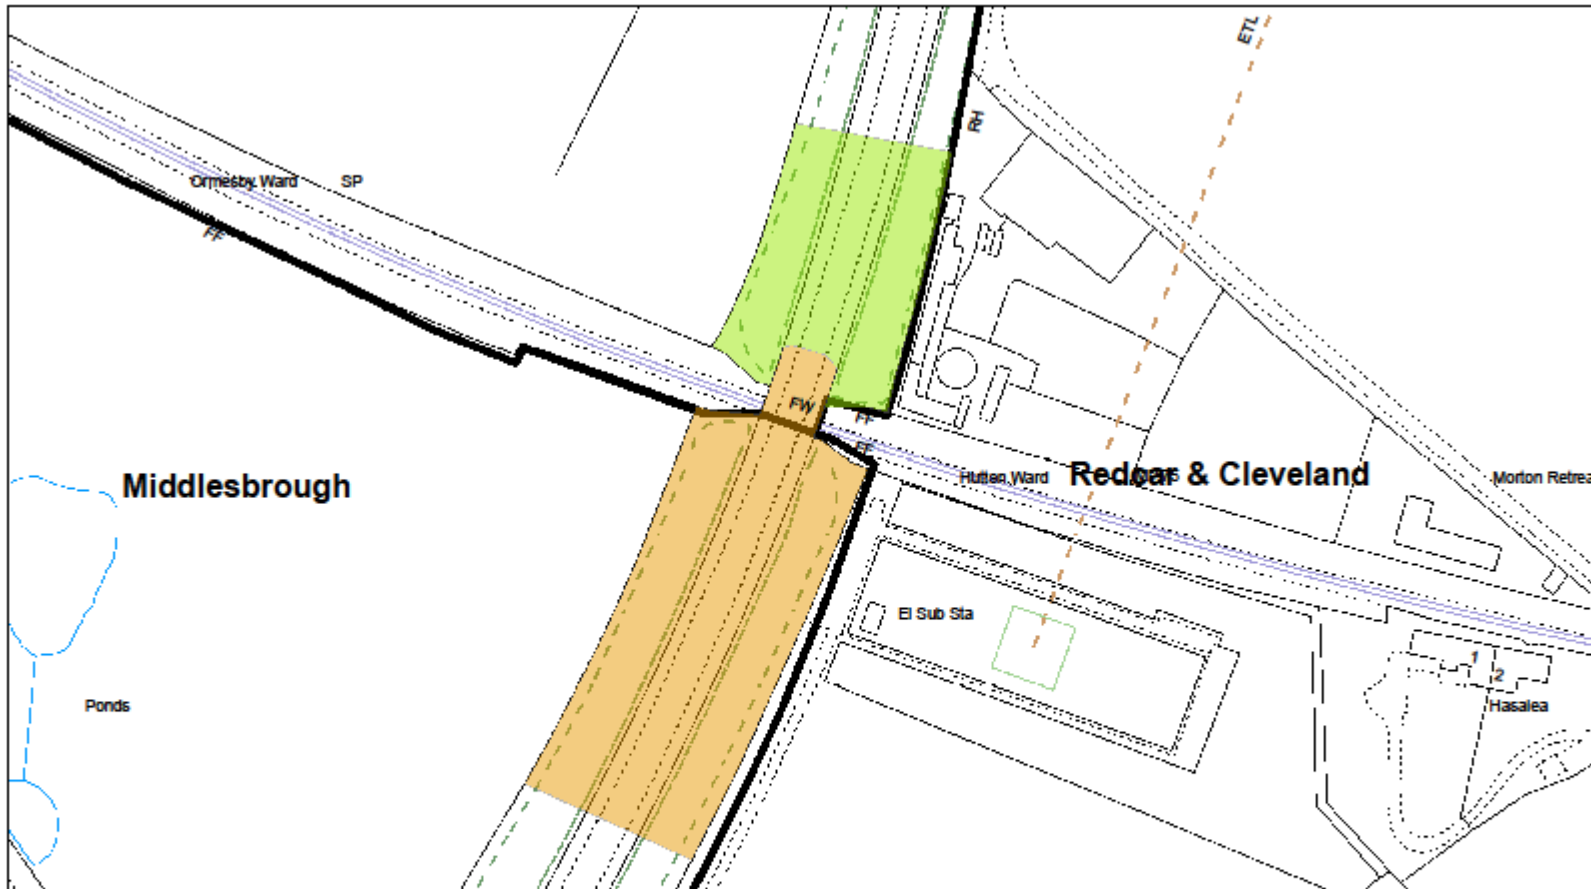 ETL
RH
Ormesby Ward
SP
FF
FW
FF
FF
Middlesbrough
Hutton Ward
Redcar & Cleveland
Morton Retrea
El Sub Sta
1
2
Ponds
Hasalea